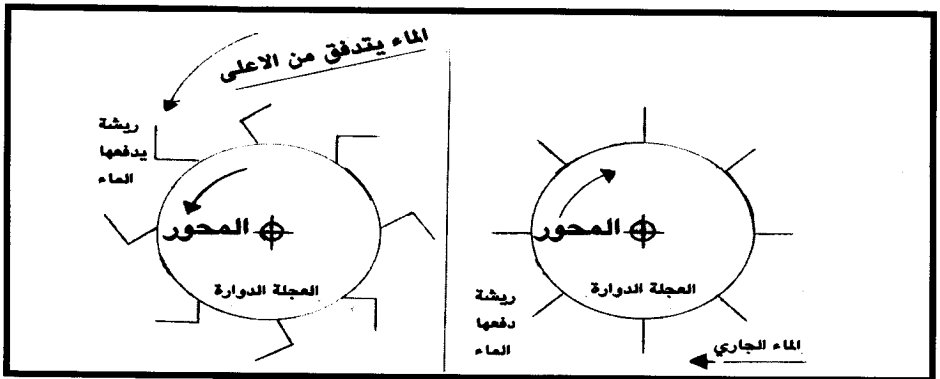 الماء يتدفق من الاعلى
ريشة
يدفعها
الماء
المحور
العجلة الدوارة
المحور
العجلة الدوارة
ريشة
دفعها
الماء
الماء الجاري